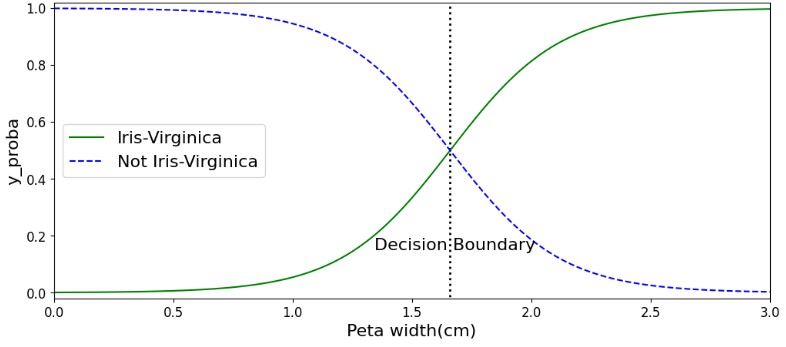 1.0
0.8
0.6
0.4
0.2
0.0
y_proba
Iris-Virginica
Not Iris-Virginica
Decision Boundary
0.0 0.5 1.0 1.5 2.0 2.5 3.0
Peta width(cm)